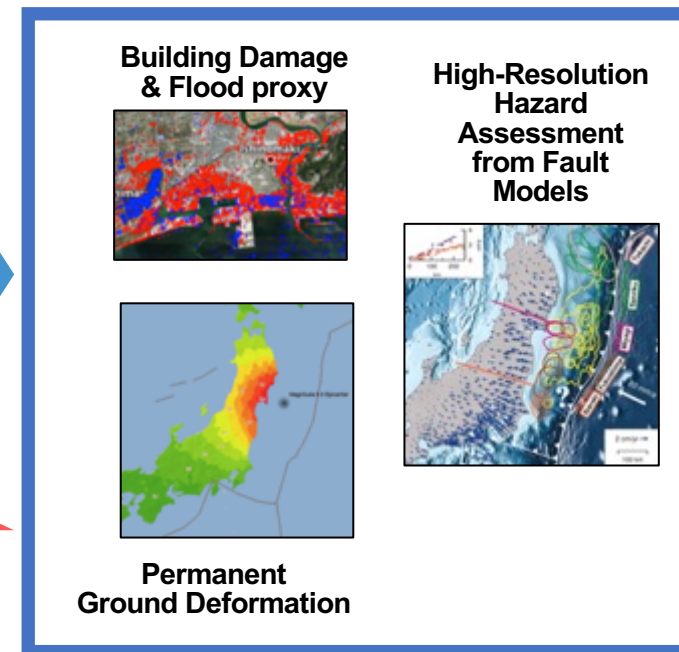 Building Damage
& Flood proxy
High-Resolution
Hazard
Assessment
from Fault
Models
Permanent
Ground Deformation